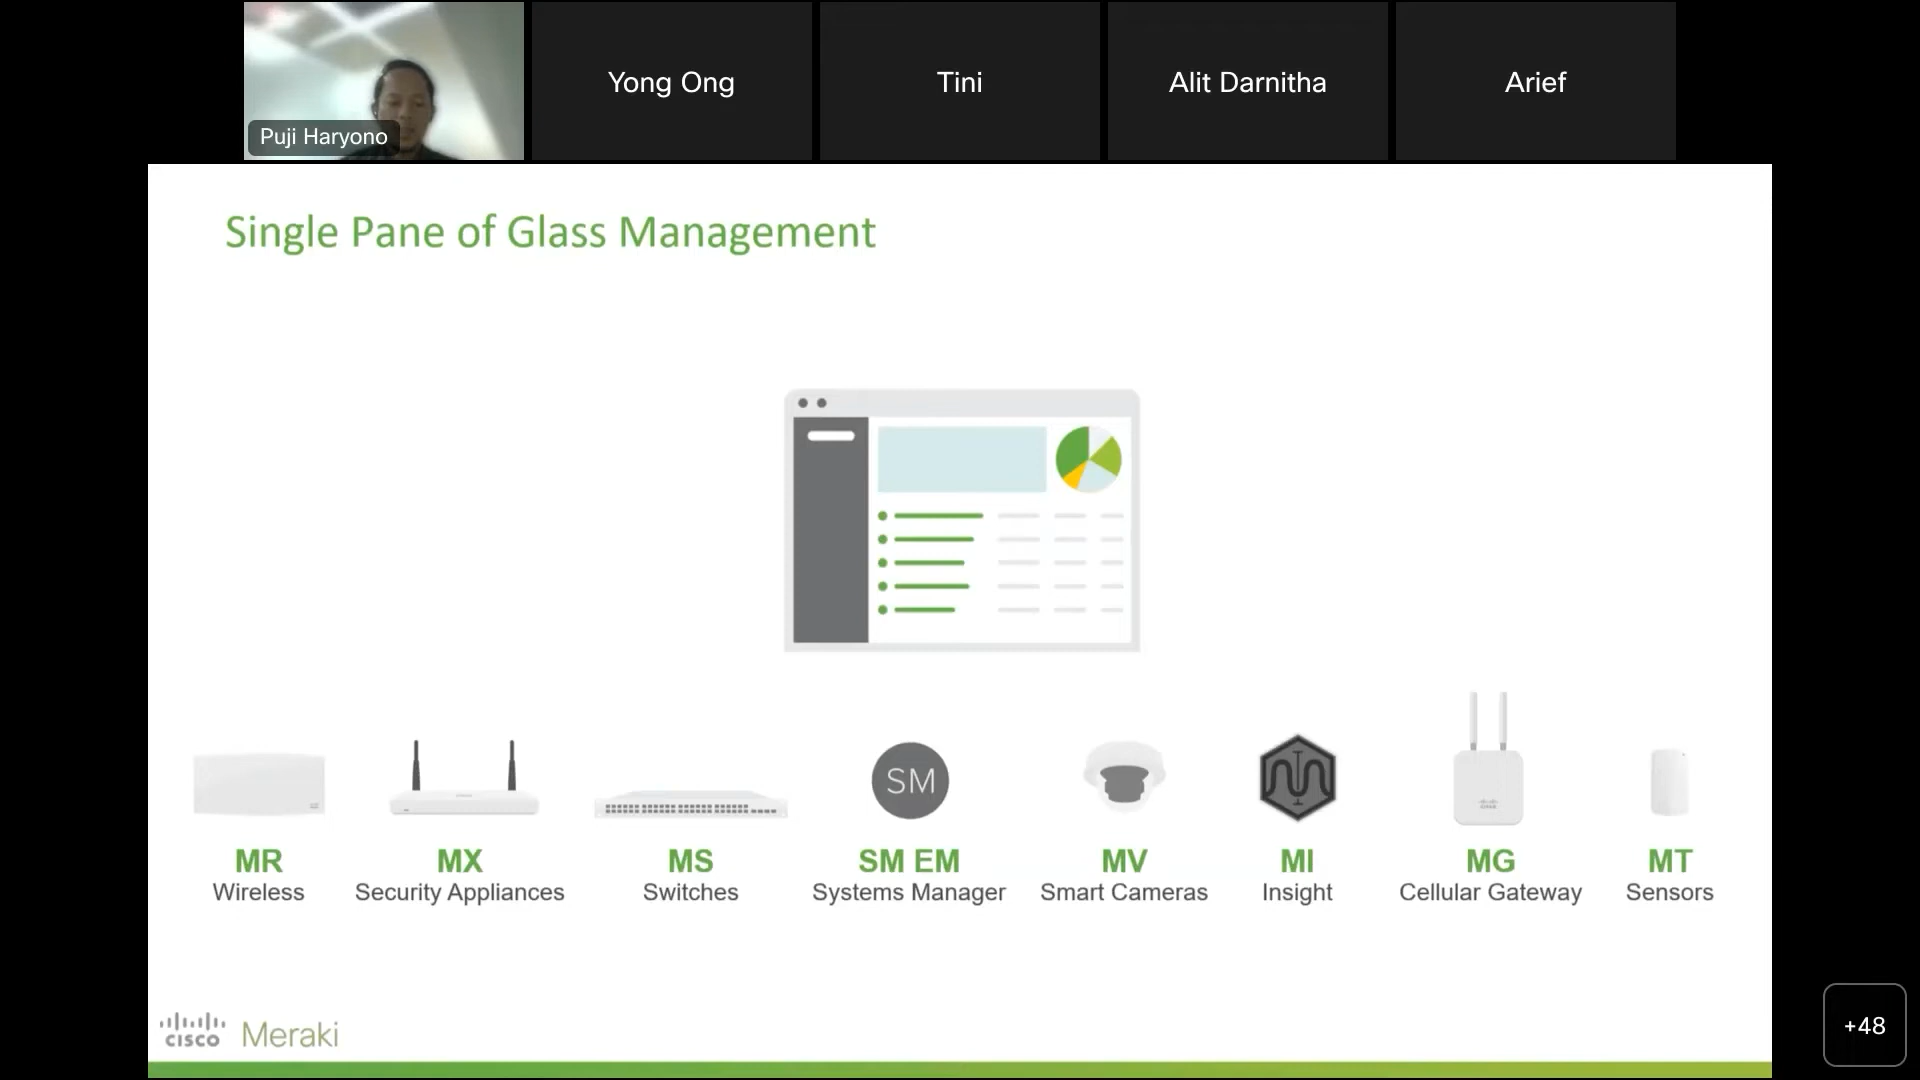 Puji Haryono
Yong Ong
Tini
Alit Darnitha
Arief
Single Pane of Glass Management
SM
MR
Wireless
MX
Security Appliances
MS
Switches
SM EM
Systems Manager
MV
Smart Cameras
MI
Insight
MG
Cellular Gateway
MT
Sensors
CISCO Meraki
+48